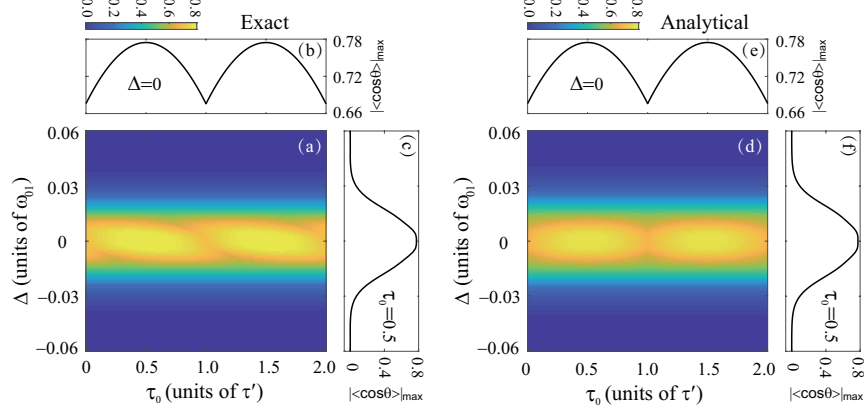 0 0.2 0.4 0.6 0.8 Exact
(b)
Δ=0
0.78
0.72
0.66
|<cosθ>|max
0.06
0.03
0
−0.03
−0.06
Δ (units of ω01)
(a)
0 0.5 1.0 1.5 2.0
τ0 (units of τ′)
(c)
τ0=0.5
0 0.4 0.8
|<cosθ>|max
0 0.2 0.4 0.6 0.8 Analytical
(e)
Δ=0
0.78
0.72
0.66
|<cosθ>|max
0.06
0.03
0
−0.03
−0.06
Δ (units of ω01)
(d)
0 0.5 1.0 1.5 2.0
τ0 (units of τ′)
(f)
τ0=0.5
0 0.4 0.8
|<cosθ>|max